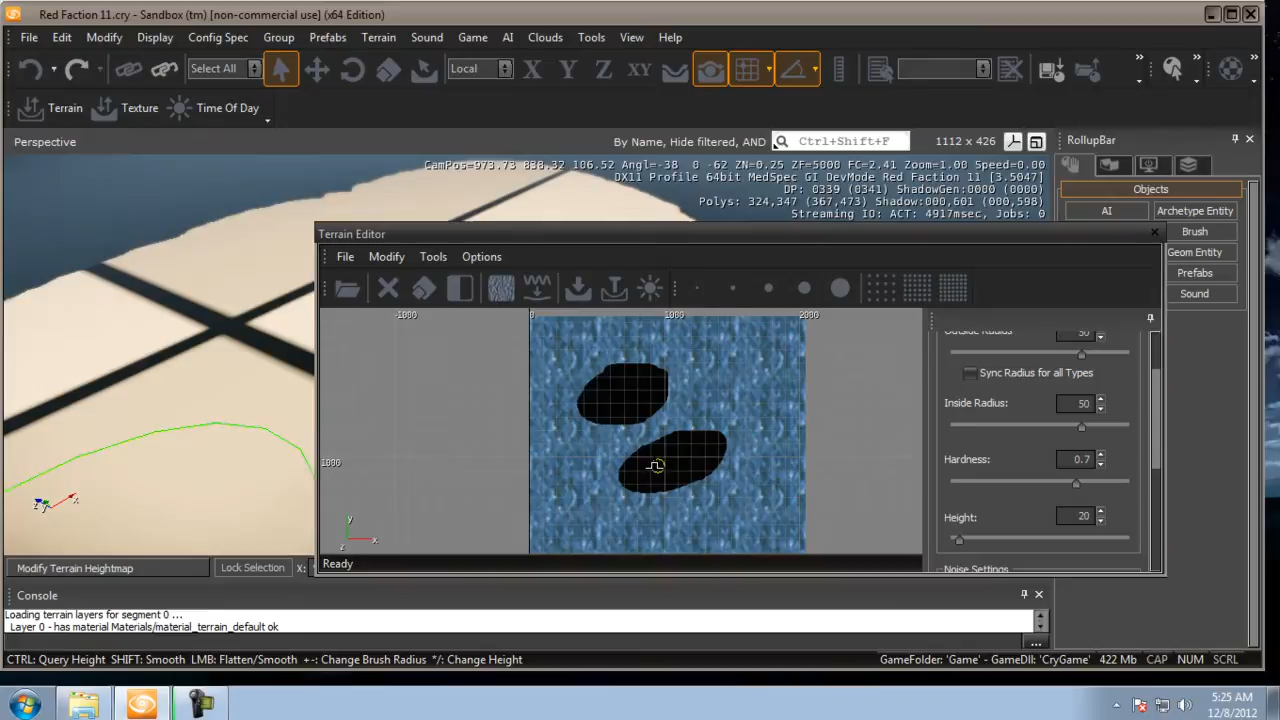 Red Faction 11.cry - Sandbox (tm) [non-commercial use] (x64 Edition)
File Edit Modify Display Config Spec Group Prefabs Terrain Sound Game AI Clouds Tools View Help
Select All Local X Y Z XY
Terrain Texture Time Of Day
Perspective By Name, Hide filtered, AND Ctrl+Shift+F 1112 x 426 RollupBar
CamPos=973.73 838.32 106.52 Angle=-38 0 -62 ZN=0.25 ZF=5000 FC=2.41 Zoom=1.00 Speed=0.00
DX11 Profile 64bit MedSpec GI DevMode Red Faction 11 [3.5047]
DP: 0339 (0341) ShadowGen:0000 (0000)
Polys: 324,347 (367,473) Shadow:000,601 (000,598)
Streaming IO: ACT: 4917msec, Jobs: 0
Objects
AI Archetype Entity
Brush
Geom Entity
Prefabs
Sound
Terrain Editor
File Modify Tools Options
-1000 0 1000 2000
Outside Radius 50
Sync Radius for all Types
Inside Radius: 50
Hardness: 0.7
1000
Height: 20
y
z x
z y x
Ready
Noise Settings
Modify Terrain Heightmap Lock Selection X:
Console
Loading terrain layers for segment 0 ...
Layer 0 - has material Materials/material_terrain_default ok
CTRL: Query Height SHIFT: Smooth LMB: Flatten/Smooth +-: Change Brush Radius */: Change Height GameFolder: 'Game' - GameDll: 'CryGame' 422 Mb CAP NUM SCRL
5:25 AM
12/8/2012